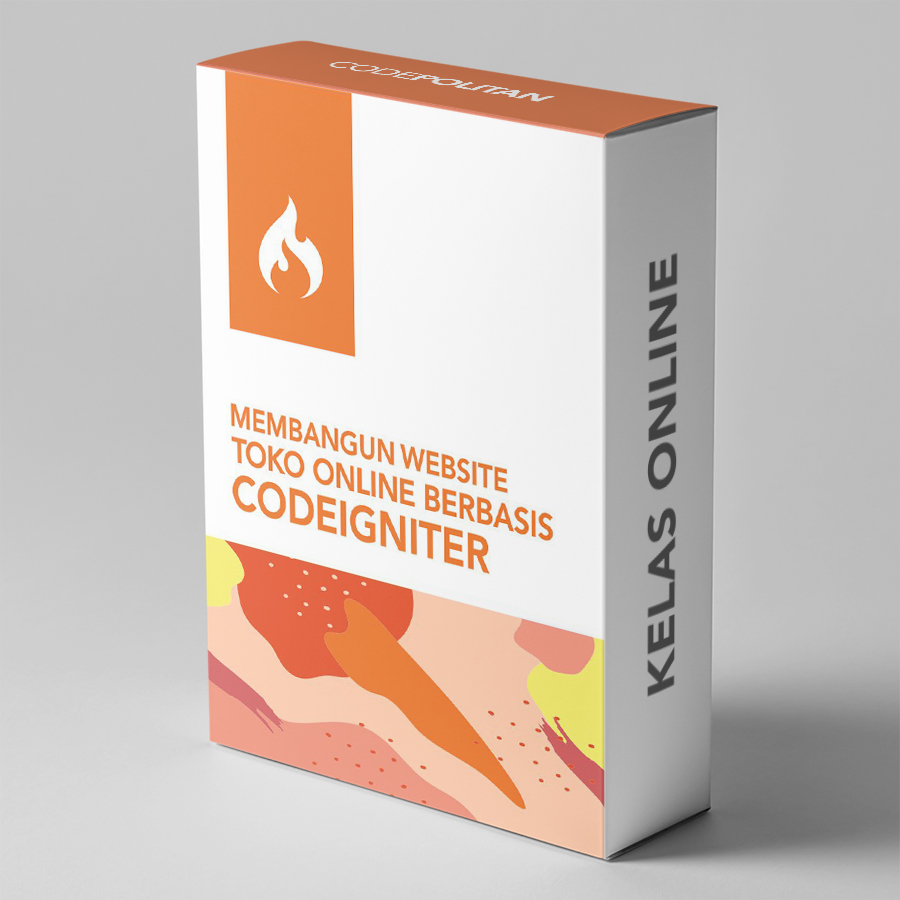 CODEPOLITAN
MEMBANGUN WEBSITE
TOKO ONLINE BERBASIS
CODEIGNITER
KELAS ONLINE